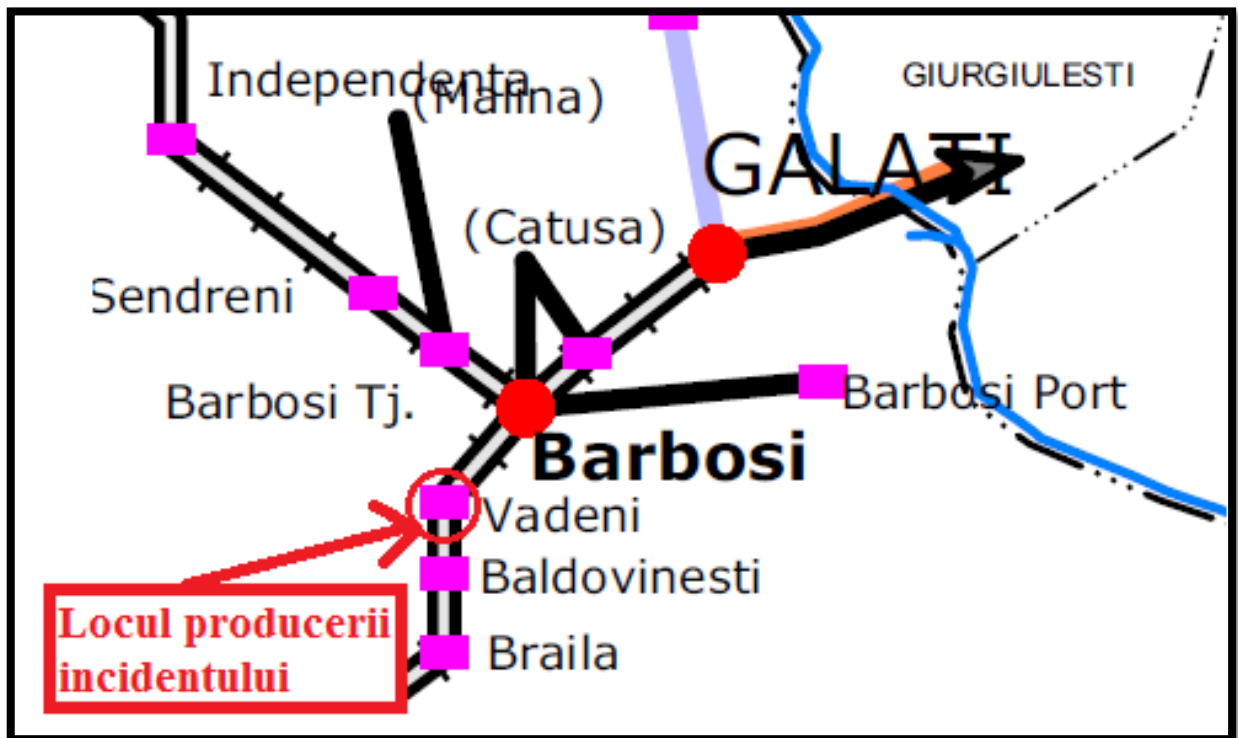 Independenta
(Malina)
GIURGIULESTI
GALATI
(Catusa)
Sendreni
Barbosi Tj.
Barbosi Port
Barbosi
Vadeni
Baldovinesti
Locul producerii
incidentului
Braila